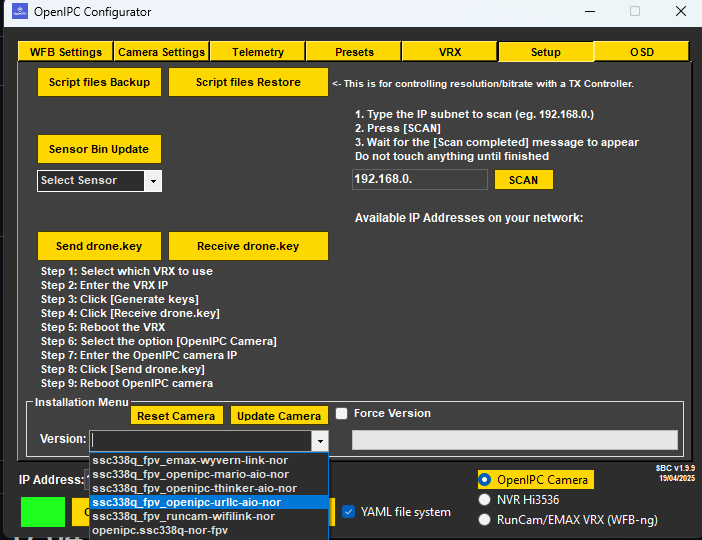 OpenIPC Configurator
WFB Settings Camera Settings Telemetry Presets VRX Setup OSD
Script files Backup Script files Restore <- This is for controlling resolution/bitrate with a TX Controller.
1. Type the IP subnet to scan (eg. 192.168.0.)
2. Press [SCAN]
3. Wait for the [Scan completed] message to appear
Do not touch anything until finished
Sensor Bin Update
Select Sensor
192.168.0. SCAN
Available IP Addresses on your network:
Send drone.key Receive drone.key
Step 1: Select which VRX to use
Step 2: Enter the VRX IP
Step 3: Click [Generate keys]
Step 4: Click [Receive drone.key]
Step 5: Reboot the VRX
Step 6: Select the option [OpenIPC Camera]
Step 7: Enter the OpenIPC camera IP
Step 8: Click [Send drone.key]
Step 9: Reboot OpenIPC camera
Installation Menu
Reset Camera Update Camera Force Version
Version:
ssc338q_fpv_emax-wyvern-link-nor
ssc338q_fpv_openipc-mario-aio-nor
ssc338q_fpv_openipc-thinker-aio-nor
ssc338q_fpv_openipc-urllc-aio-nor
ssc338q_fpv_runcam-wifilink-nor
openipc.ssc338q-nor-fpv
IP Address:
YAML file system
OpenIPC Camera
NVR Hi3536
RunCam/EMAX VRX (WFB-ng)
SBC v1.9.9
19/04/2025